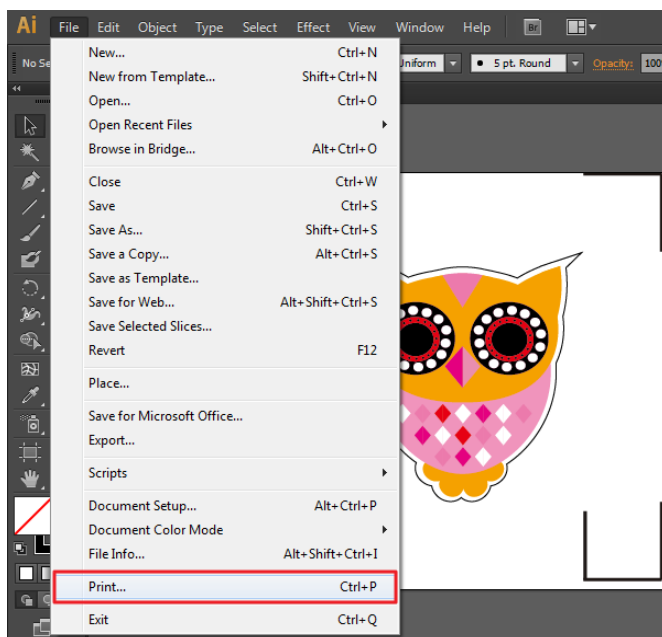 Ai File Edit Object Type Select Effect View Window Help Br
No Se Uniform 5 pt. Round Opacity: 100
New... Ctrl+N
New from Template... Shift+Ctrl+N
Open... Ctrl+O
Open Recent Files
Browse in Bridge... Alt+Ctrl+O
Close Ctrl+W
Save Ctrl+S
Save As... Shift+Ctrl+S
Save a Copy... Alt+Ctrl+S
Save as Template...
Save for Web... Alt+Shift+Ctrl+S
Save Selected Slices...
Revert F12
Place...
Save for Microsoft Office...
Export...
Scripts
Document Setup... Alt+Ctrl+P
Document Color Mode
File Info... Alt+Shift+Ctrl+I
Print... Ctrl+P
Exit Ctrl+Q